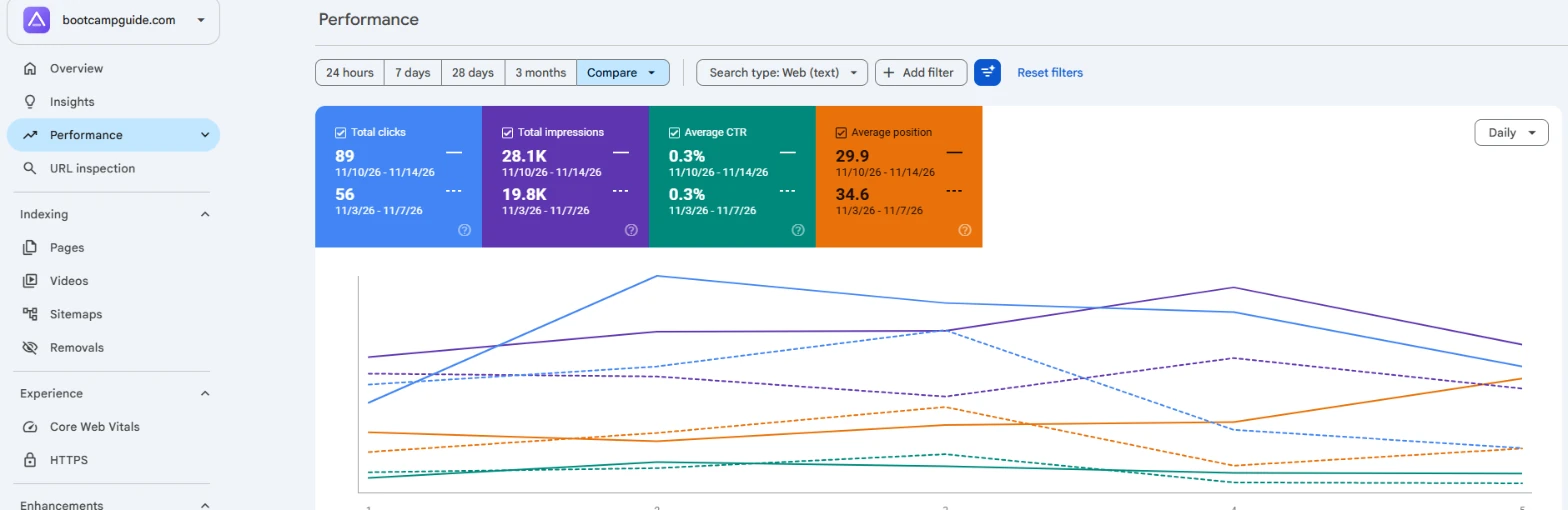 bootcampguide.com
Performance
Overview
Insights
Performance
URL inspection
Indexing
Pages
Videos
Sitemaps
Removals
Experience
Core Web Vitals
HTTPS
Enhancements
24 hours 7 days 28 days 3 months Compare Search type: Web (text) Add filter Reset filters
Total clicks
89
11/10/26 - 11/14/26
56
11/3/26 - 11/7/26
Total impressions
28.1K
11/10/26 - 11/14/26
19.8K
11/3/26 - 11/7/26
Average CTR
0.3%
11/10/26 - 11/14/26
0.3%
11/3/26 - 11/7/26
Average position
29.9
11/10/26 - 11/14/26
34.6
11/3/26 - 11/7/26
Daily